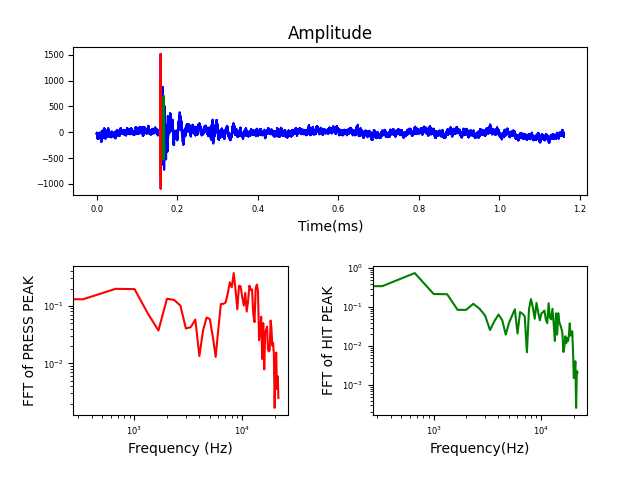 Amplitude
1500
1000
500
0
−500
−1000
0.0 0.2 0.4 0.6 0.8 1.0 1.2
Time(ms)
FFT of PRESS PEAK
10⁻¹
10⁻²
10³ 10⁴
Frequency (Hz)
FFT of HIT PEAK
10⁰
10⁻¹
10⁻²
10⁻³
10³ 10⁴
Frequency(Hz)